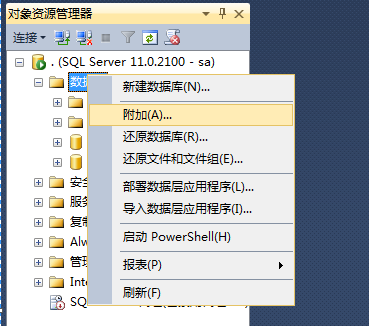 对象资源管理器
连接
. (SQL Server 11.0.2100 - sa)
新建数据库(N)...
附加(A)...
还原数据库(R)...
还原文件和文件组(E)...
部署数据层应用程序(L)...
导入数据层应用程序(I)...
启动 PowerShell(H)
报表(P)
刷新(F)
数据
安全
服务
复制
Alw
管理
Inte
SQ